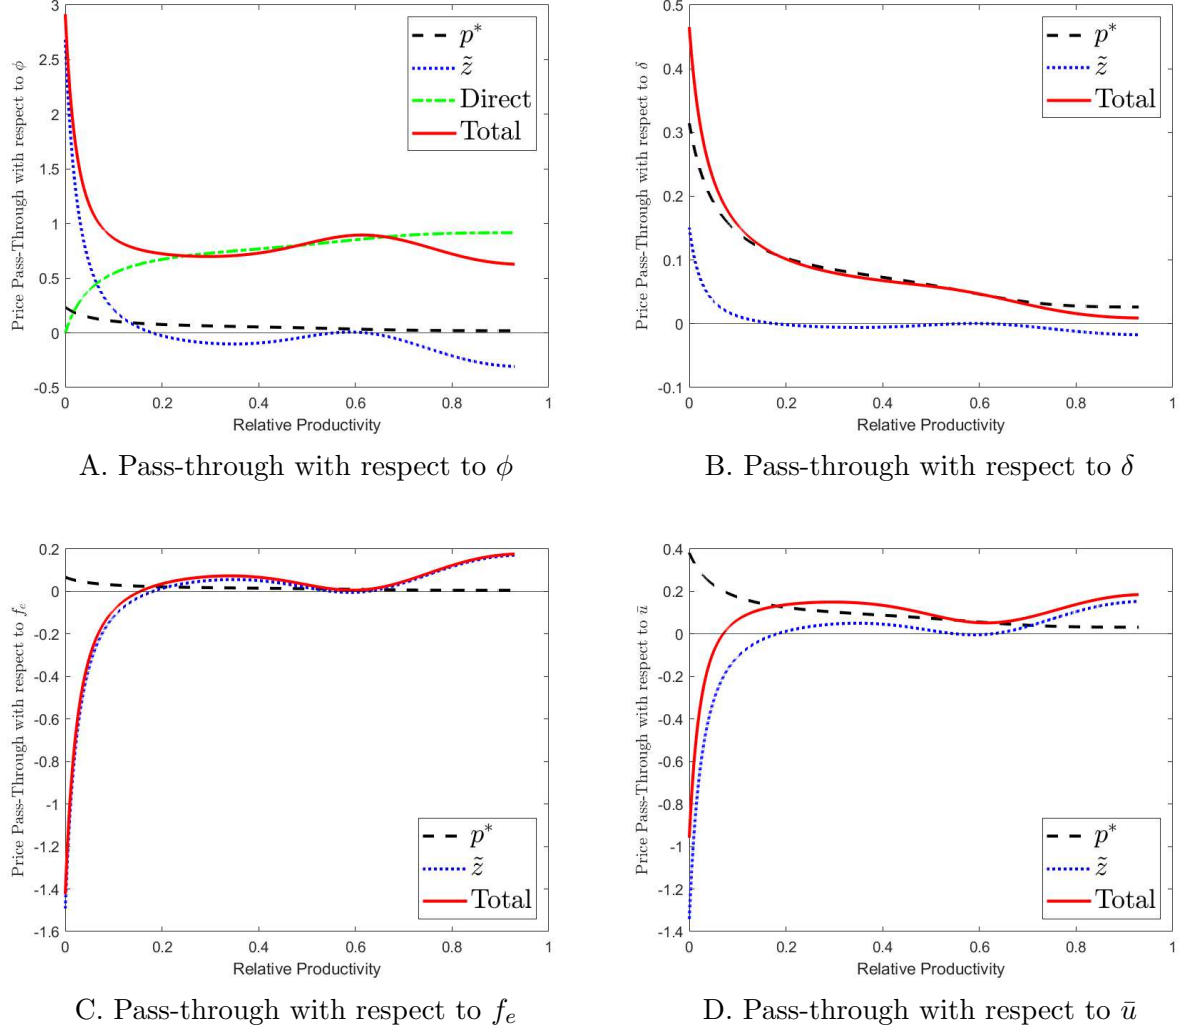 3
2.5
2
1.5
1
0.5
0
-0.5
Price Pass-Through with respect to ϕ
p*
z̃
Direct
Total
0 0.2 0.4 0.6 0.8 1
Relative Productivity
A. Pass-through with respect to ϕ
0.5
0.4
0.3
0.2
0.1
0
-0.1
Price Pass-Through with respect to δ
p*
z̃
Total
0 0.2 0.4 0.6 0.8 1
Relative Productivity
B. Pass-through with respect to δ
0.2
0
-0.2
-0.4
-0.6
-0.8
-1
-1.2
-1.4
-1.6
Price Pass-Through with respect to fₑ
p*
z̃
Total
0 0.2 0.4 0.6 0.8 1
Relative Productivity
C. Pass-through with respect to fₑ
0.4
0.2
0
-0.2
-0.4
-0.6
-0.8
-1
-1.2
-1.4
Price Pass-Through with respect to ū
p*
z̃
Total
0 0.2 0.4 0.6 0.8 1
Relative Productivity
D. Pass-through with respect to ū